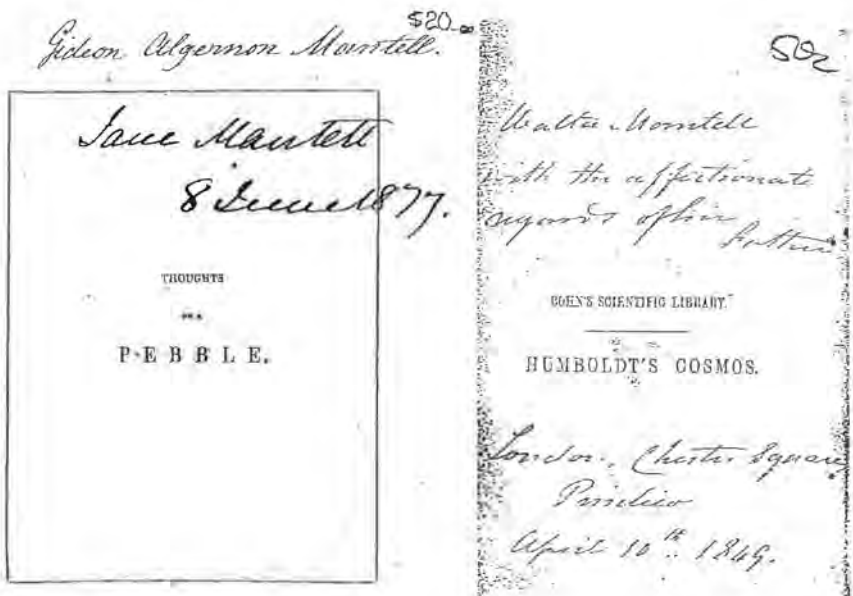 $20
Gideon Algernon Mantell.
Jane Mantell
8 June 1877.
THOUGHTS
ON A
PEBBLE.
502
Walter Mantell
with the affectionate
regards of his
Father
BOHN'S SCIENTIFIC LIBRARY.
HUMBOLDT'S COSMOS.
London, Chester Square
Pimlico
April 10th. 1849.